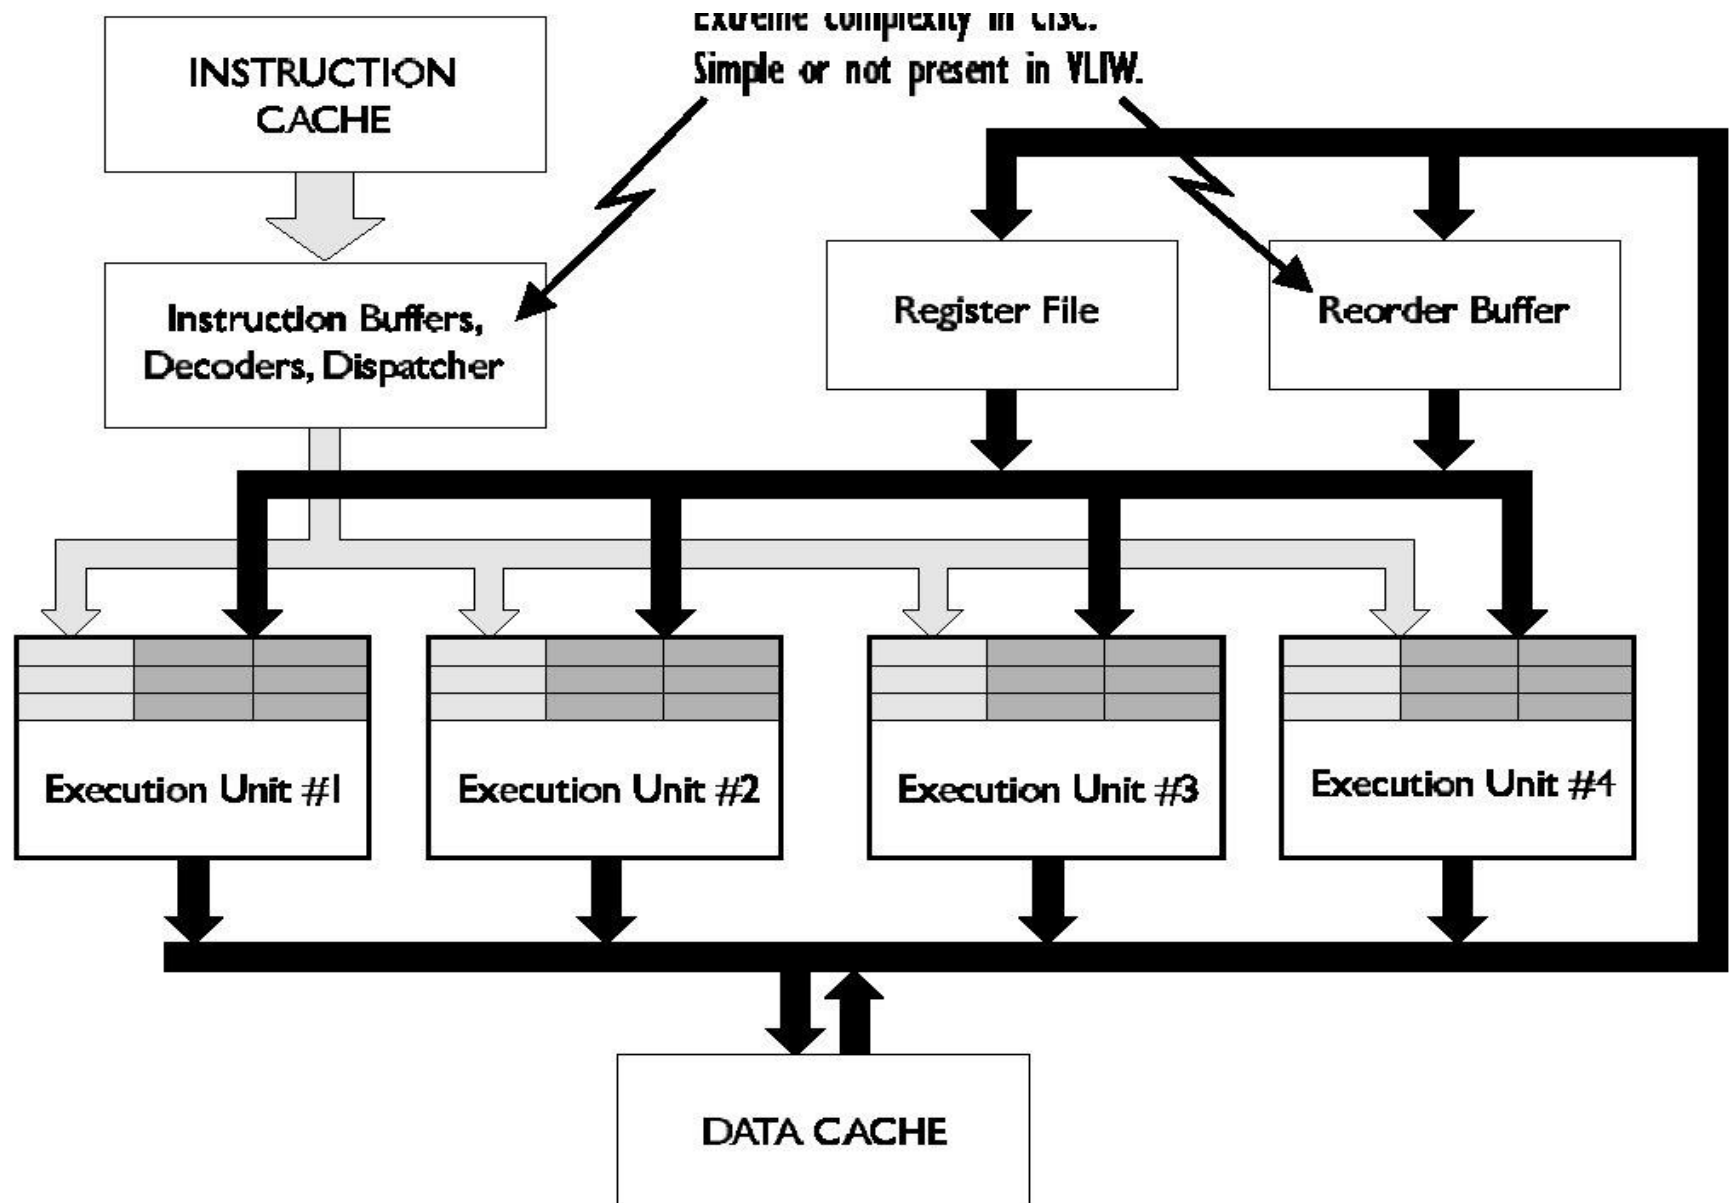 Extreme complexity in CISC.
Simple or not present in VLIW.
INSTRUCTION
CACHE
Instruction Buffers,
Decoders, Dispatcher
Register File
Reorder Buffer
Execution Unit #1
Execution Unit #2
Execution Unit #3
Execution Unit #4
DATA CACHE